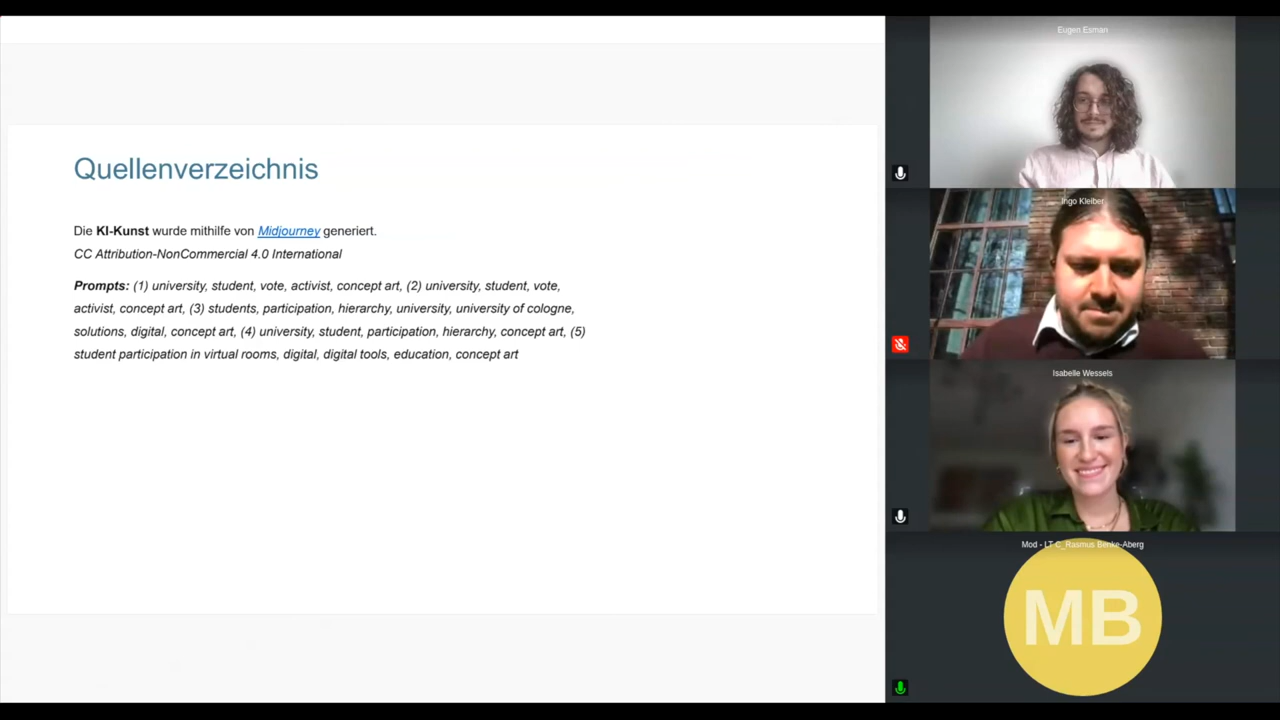 Quellenverzeichnis
Die KI-Kunst wurde mithilfe von Midjourney generiert.
CC Attribution-NonCommercial 4.0 International
Prompts: (1) university, student, vote, activist, concept art, (2) university, student, vote,
activist, concept art, (3) students, participation, hierarchy, university, university of cologne,
solutions, digital, concept art, (4) university, student, participation, hierarchy, concept art, (5)
student participation in virtual rooms, digital, digital tools, education, concept art
Eugen Esman
Ingo Kleiber
Isabelle Wessels
Mod - LT C_Rasmus Benke-Aberg
MB